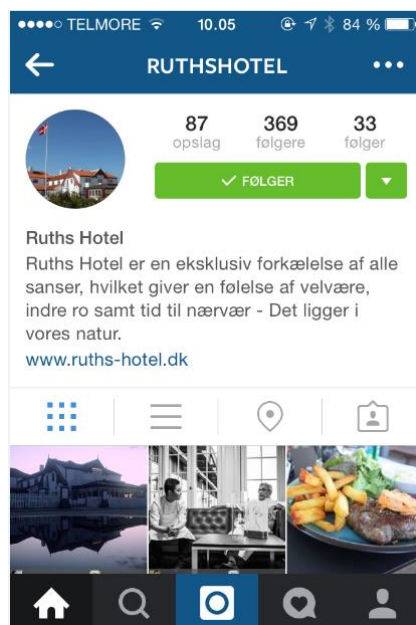 TELMORE 10.05 84 %
RUTHSHOTEL
87 369 33
opslag følgere følger
FØLGER
Ruths Hotel
Ruths Hotel er en eksklusiv forkælelse af alle
sanser, hvilket giver en følelse af velvære,
indre ro samt tid til nærvær - Det ligger i
vores natur.
www.ruths-hotel.dk